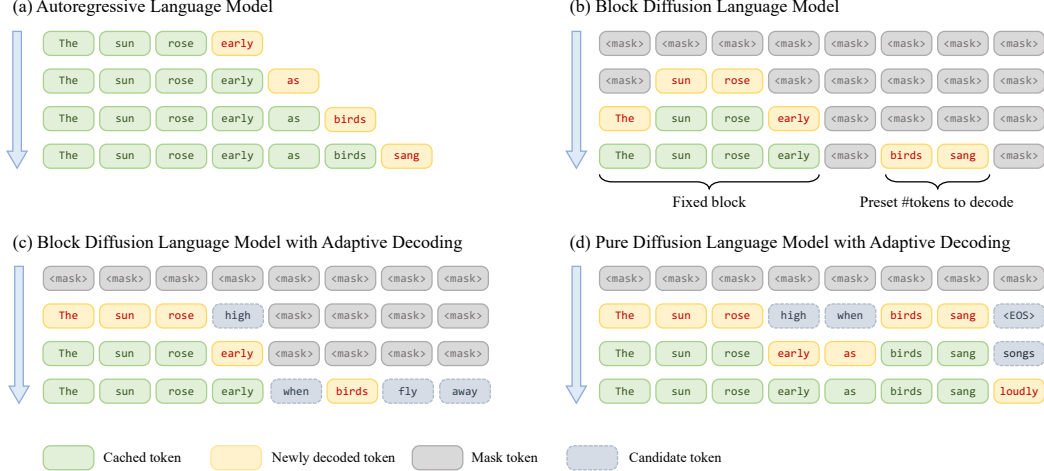 (a) Autoregressive Language Model
The sun rose early
The sun rose early as
The sun rose early as birds
The sun rose early as birds sang
(b) Block Diffusion Language Model
<mask> <mask> <mask> <mask> <mask> <mask> <mask> <mask>
<mask> sun rose <mask> <mask> <mask> <mask> <mask>
The sun rose early <mask> <mask> <mask> <mask>
The sun rose early <mask> birds sang <mask>
Fixed block Preset #tokens to decode
(c) Block Diffusion Language Model with Adaptive Decoding
<mask> <mask> <mask> <mask> <mask> <mask> <mask> <mask>
The sun rose high <mask> <mask> <mask> <mask>
The sun rose early <mask> <mask> <mask> <mask>
The sun rose early when birds fly away
(d) Pure Diffusion Language Model with Adaptive Decoding
<mask> <mask> <mask> <mask> <mask> <mask> <mask> <mask>
The sun rose high when birds sang <EOS>
The sun rose early as birds sang songs
The sun rose early as birds sang loudly
Cached token Newly decoded token Mask token Candidate token